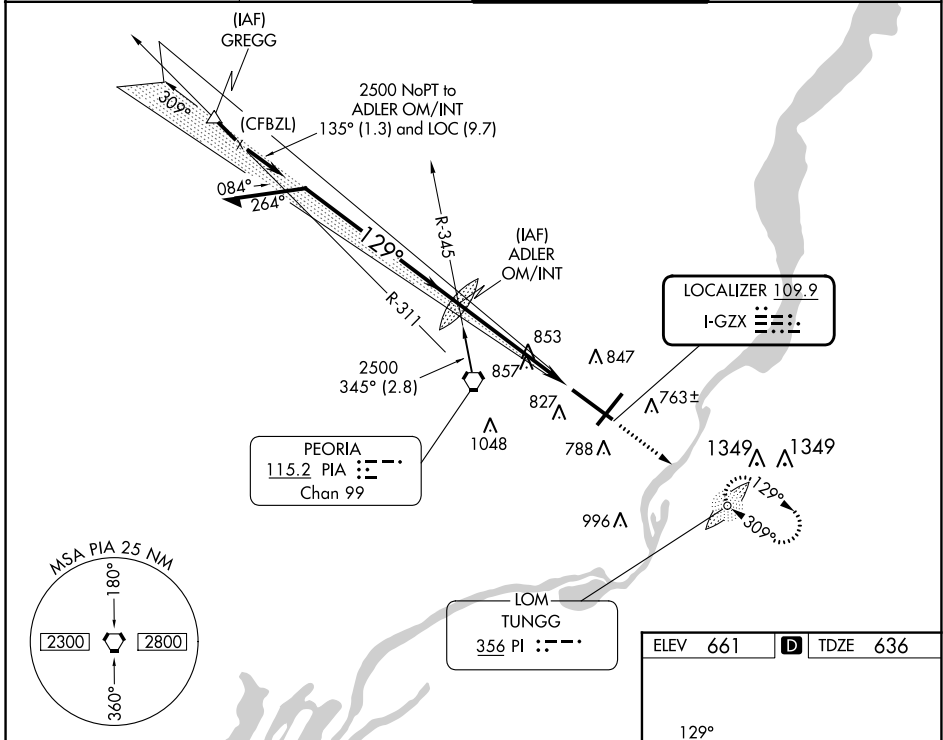 (IAF)
GREGG
2500 NoPT to
ADLER OM/INT
135° (1.3) and LOC (9.7)
309°
(CFBZL)
084°
264°
129°
R-345
(IAF)
ADLER
OM/INT
R-311
LOCALIZER 109.9
I-GZX
853
857
847
2500
345° (2.8)
827
763±
1048
788
1349
1349
PEORIA
115.2 PIA
Chan 99
129°
309°
996
MSA PIA 25 NM
180°
2300
2800
360°
LOM
TUNGG
356 PI
ELEV 661
D
TDZE 636
129°